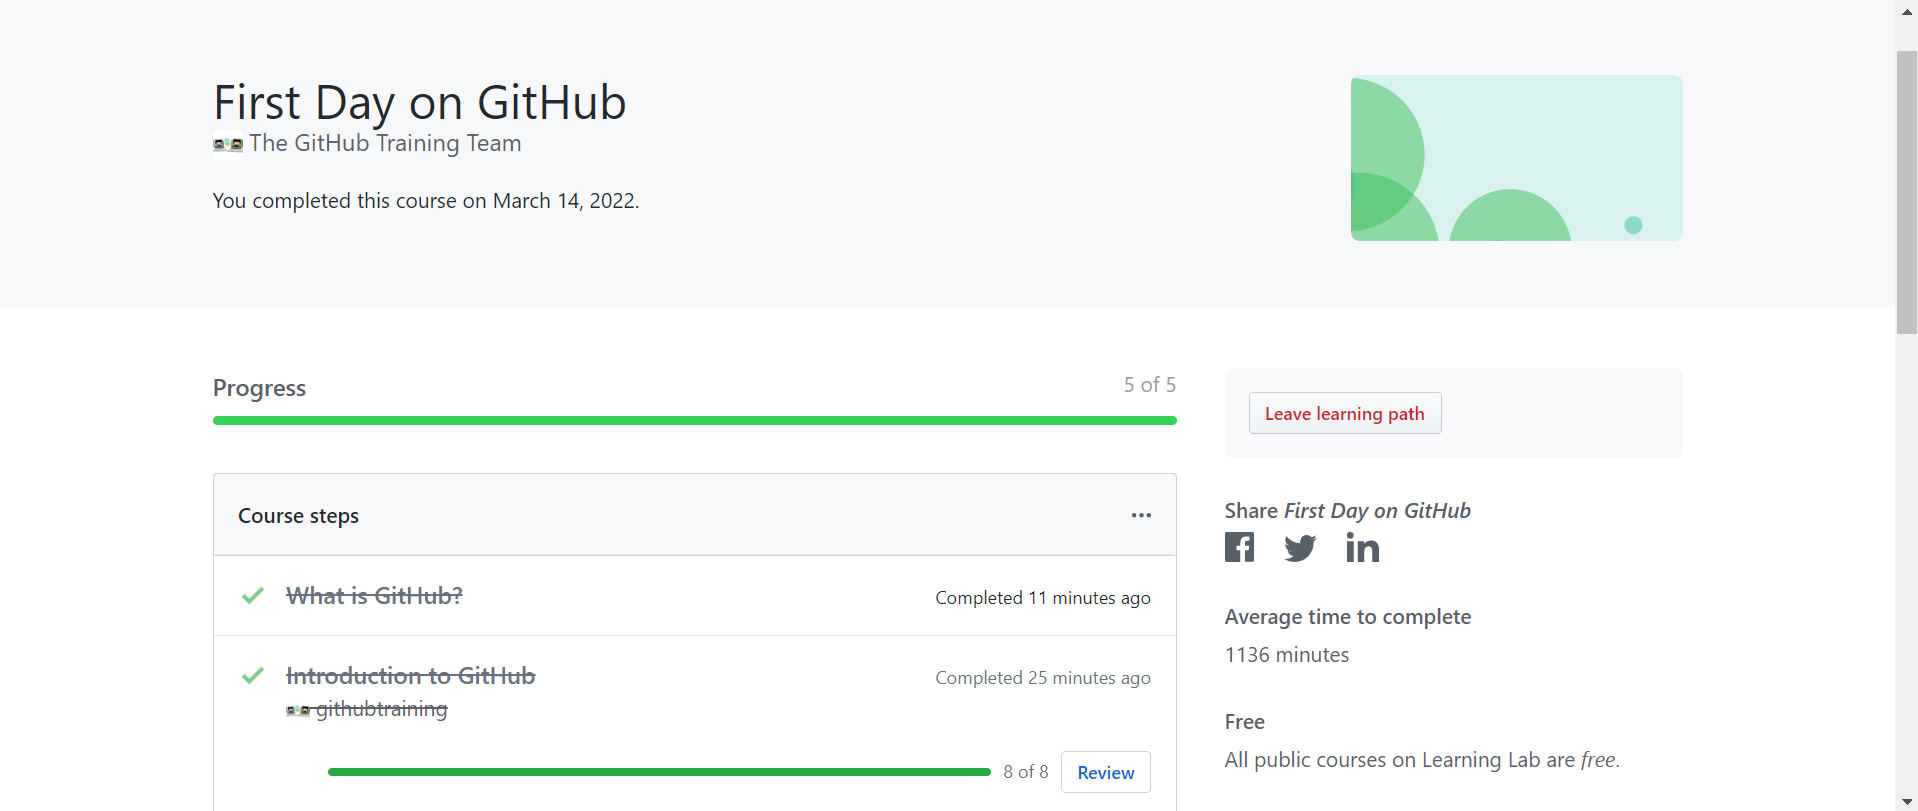 First Day on GitHub
The GitHub Training Team
You completed this course on March 14, 2022.
Progress
5 of 5
Leave learning path
Course steps
Share First Day on GitHub
What is GitHub?
Completed 11 minutes ago
Average time to complete
1136 minutes
Introduction to GitHub
Completed 25 minutes ago
githubtraining
Free
All public courses on Learning Lab are free.
8 of 8
Review